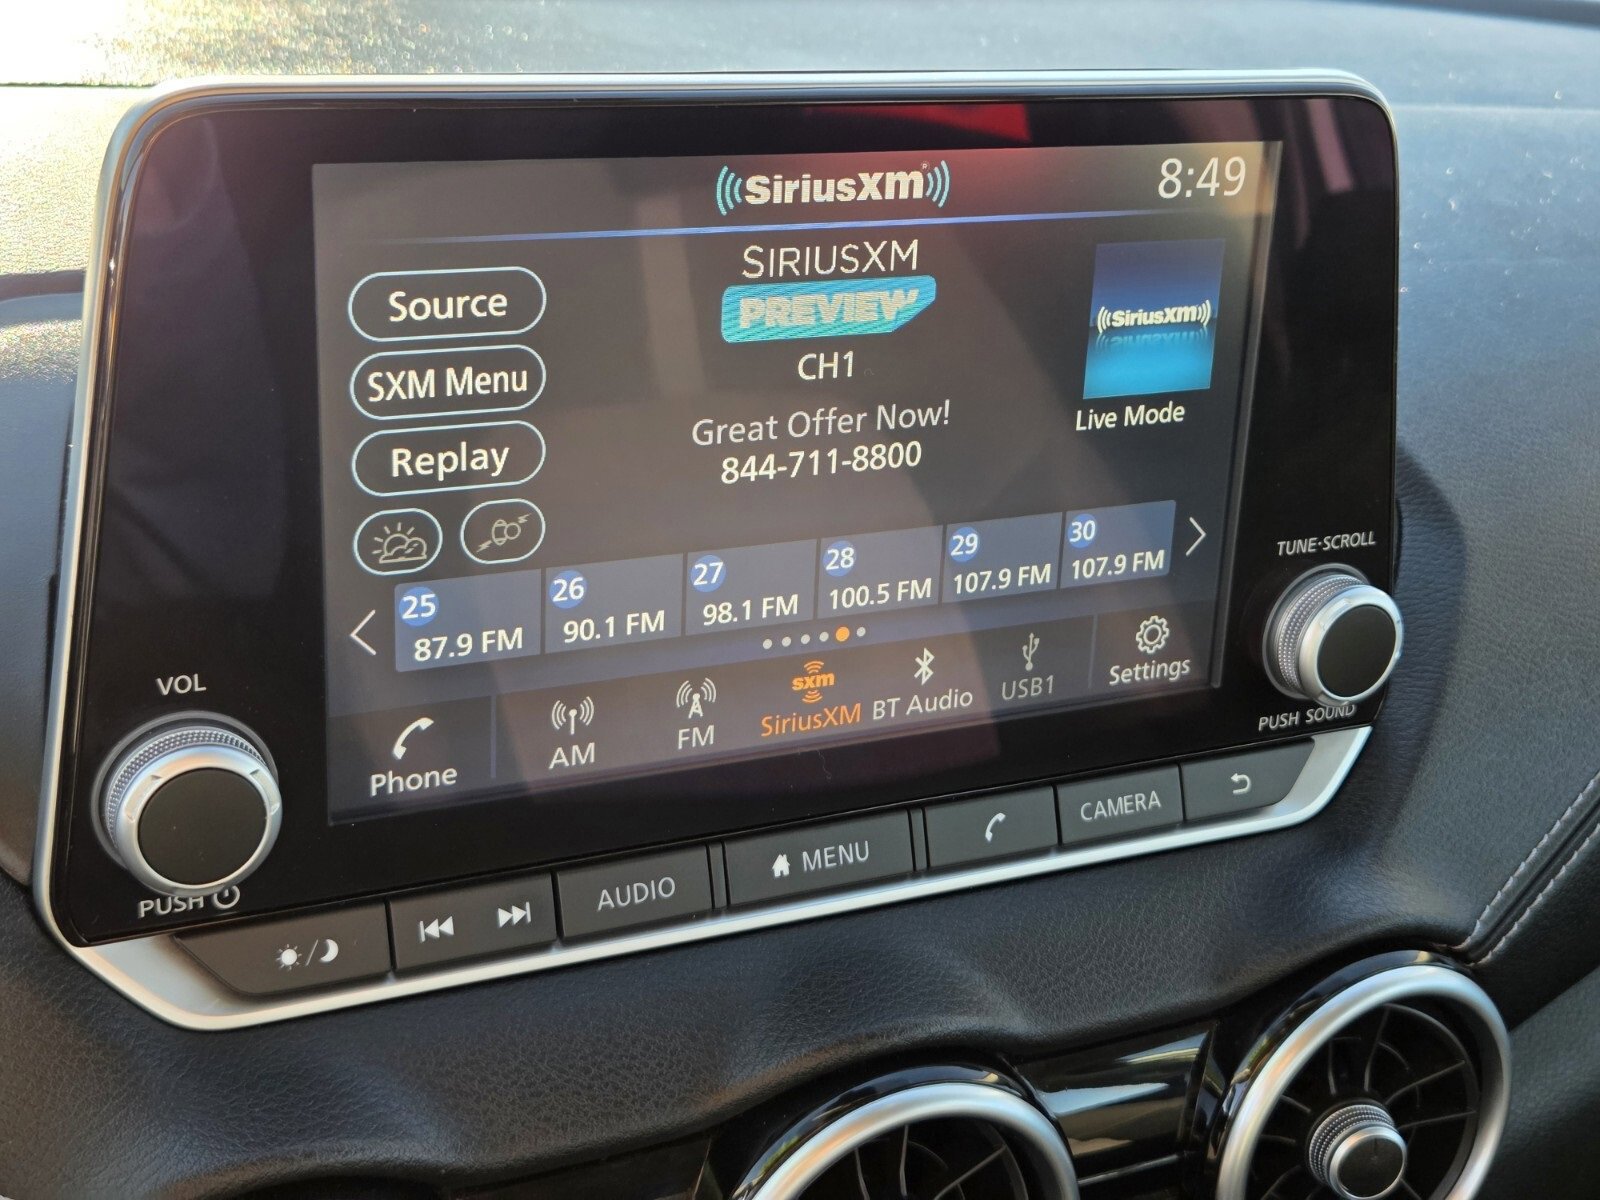 SiriusXM®
8:49
SIRIUSXM
PREVIEW
CH1
Great Offer Now!
844-711-8800
Source
SXM Menu
Replay
SiriusXM
Live Mode
25
87.9 FM
26
90.1 FM
27
98.1 FM
28
100.5 FM
29
107.9 FM
30
107.9 FM
Phone
AM
FM
sxm
SiriusXM
BT Audio
USB1
Settings
VOL
PUSH
TUNE·SCROLL
PUSH SOUND
AUDIO
MENU
CAMERA